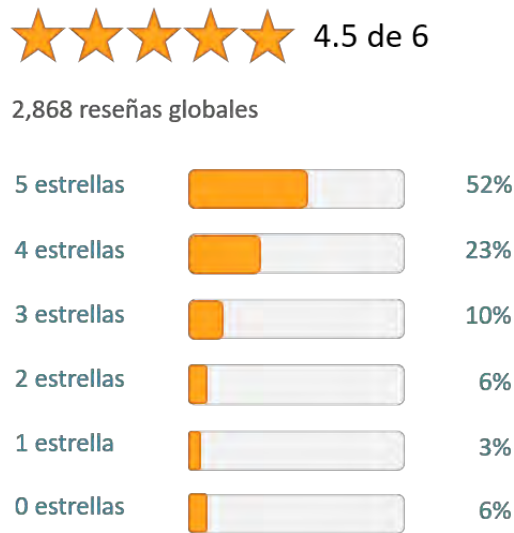 4.5 de 6
2,868 reseñas globales
5 estrellas 52%
4 estrellas 23%
3 estrellas 10%
2 estrellas 6%
1 estrella 3%
0 estrellas 6%